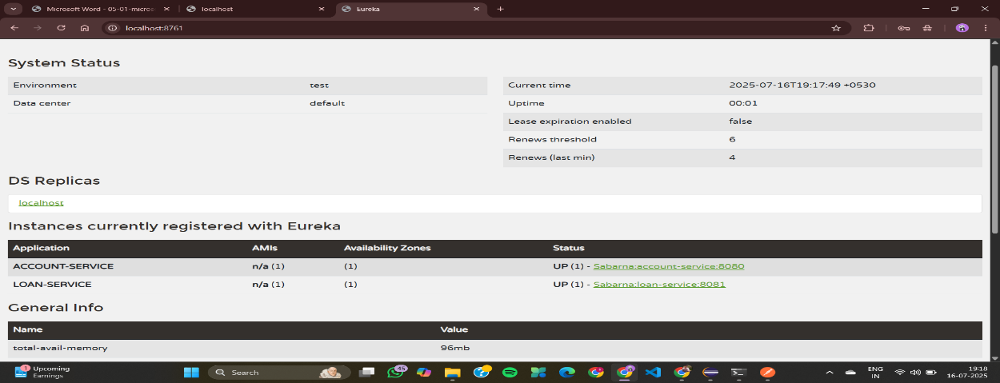 Microsoft Word - 05-01-micros
localhost
Eureka
localhost:8761
System Status
Environment test
Data center default
Current time 2025-07-16T19:17:49 +0530
Uptime 00:01
Lease expiration enabled false
Renews threshold 6
Renews (last min) 4
DS Replicas
localhost
Instances currently registered with Eureka
Application AMIs Availability Zones Status
ACCOUNT-SERVICE n/a (1) (1) UP (1) - Sabarna:account-service:8080
LOAN-SERVICE n/a (1) (1) UP (1) - Sabarna:loan-service:8081
General Info
Name Value
total-avail-memory 96mb
1
Upcoming
Earnings
Search
45
ENG
IN
19:18
16-07-2025